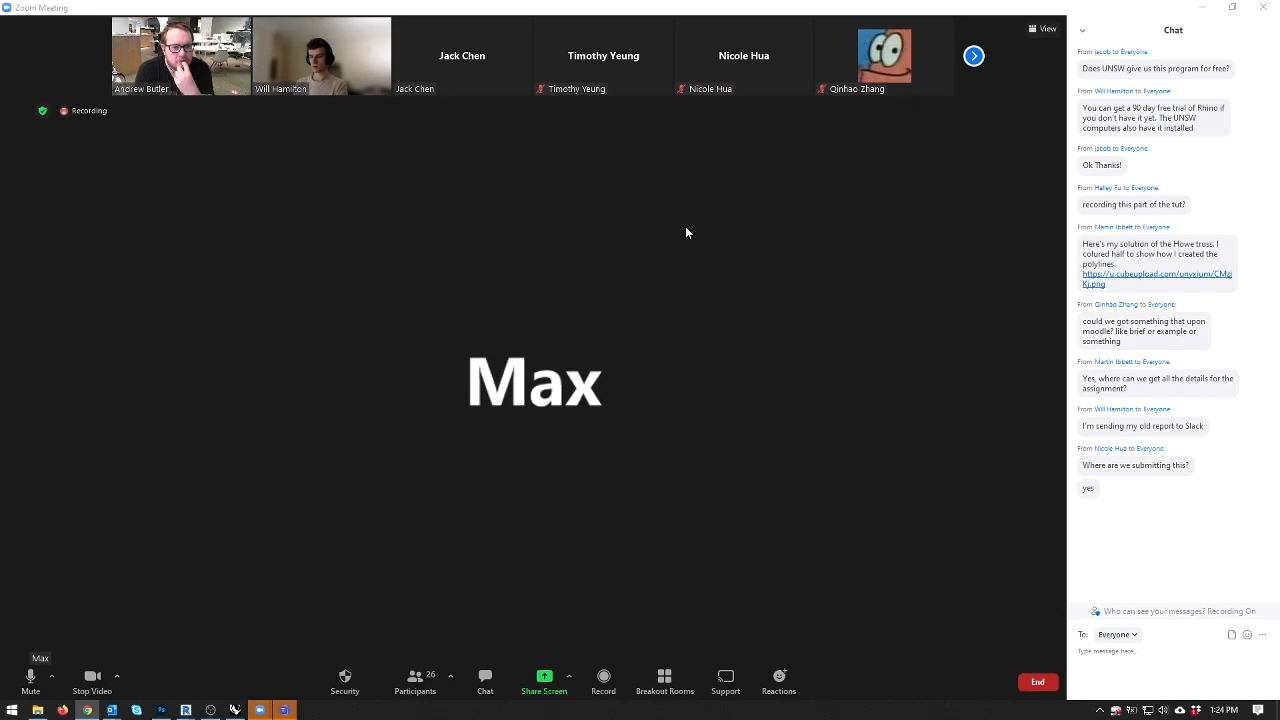 Zoom Meeting
Jack Chen
Timothy Yeung
Nicole Hua
Andrew Butler
Will Hamilton
Jack Chen
Timothy Yeung
Nicole Hua
Qinhao Zhang
View
Recording
Max
Max
Mute
Stop Video
Security
26
Participants
Chat
Share Screen
Record
Breakout Rooms
Support
Reactions
End
Chat
From Jacob to Everyone:
Does UNSW give us this program for free?
From Will Hamilton to Everyone:
You can get a 90 day free trial of Rhino if
you don't have it yet. The UNSW
computers also have it installed
From Jacob to Everyone:
Ok Thanks!
From Halley Fu to Everyone:
recording this part of the tut?
From Martin Ibbett to Everyone:
Here's my solution of the Howe truss. I
colured half to show how I created the
polylines.
https://u.cubeupload.com/unyxium/CMzj
Kj.png
From Qinhao Zhang to Everyone:
could we got something that upon
moodle? like brief or example or
something
From Martin Ibbett to Everyone:
Yes, where can we get all the details for the
assignment?
From Will Hamilton to Everyone:
I'm sending my old report to Slack
From Nicole Hua to Everyone:
Where are we submitting this?
yes
Who can see your messages? Recording On
To: Everyone
Type message here...
1:24 PM